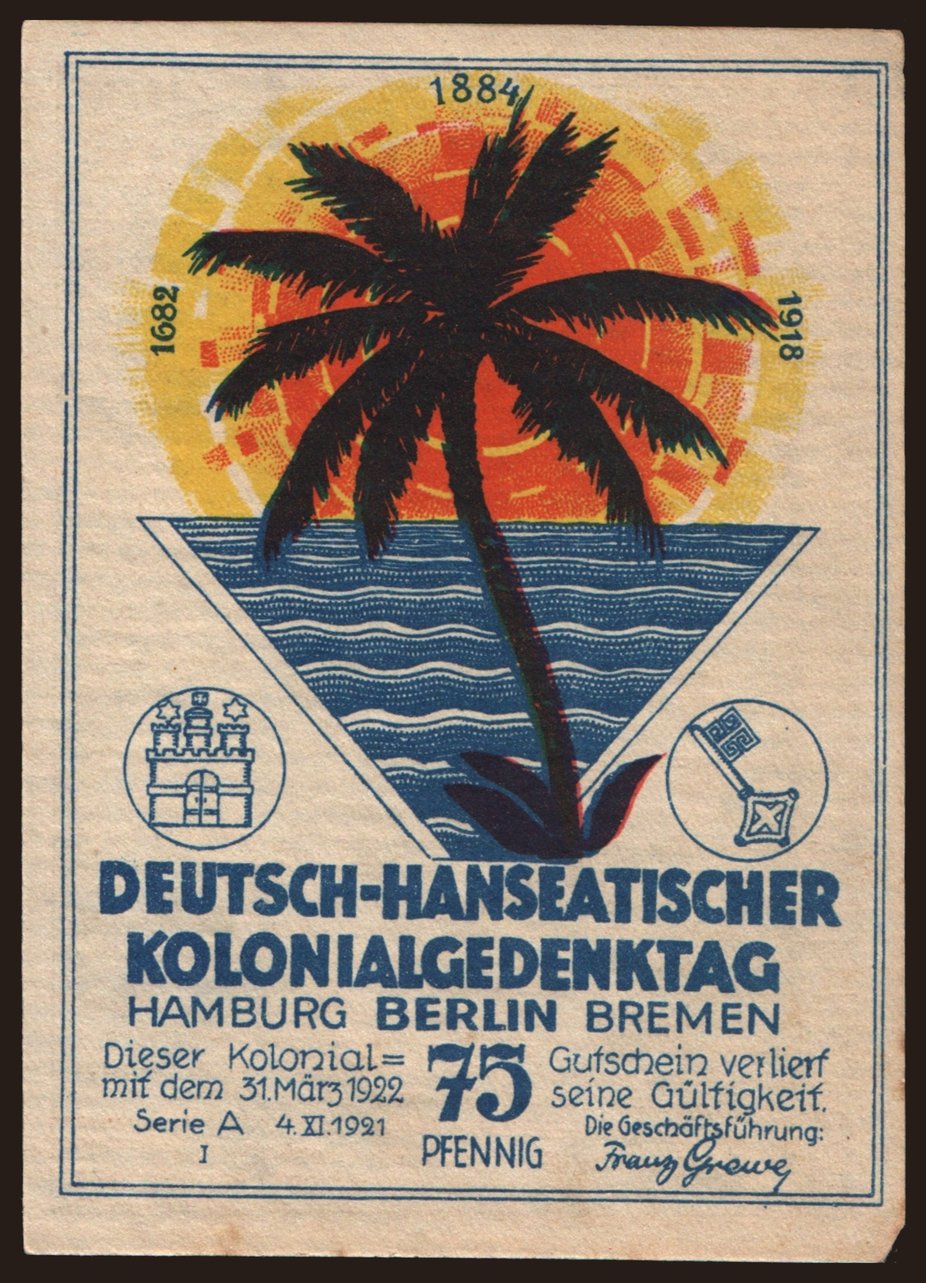 1884
1682
1918
DEUTSCH-HANSEATISCHER
KOLONIALGEDENKTAG
HAMBURG BERLIN BREMEN
Dieser Kolonial= 75 Gutschein verliert
mit dem 31. März 1922 seine Gültigkeit.
Serie A 4. XI. 1921 Die Geschäftsführung:
I PFENNIG Franz Grewe